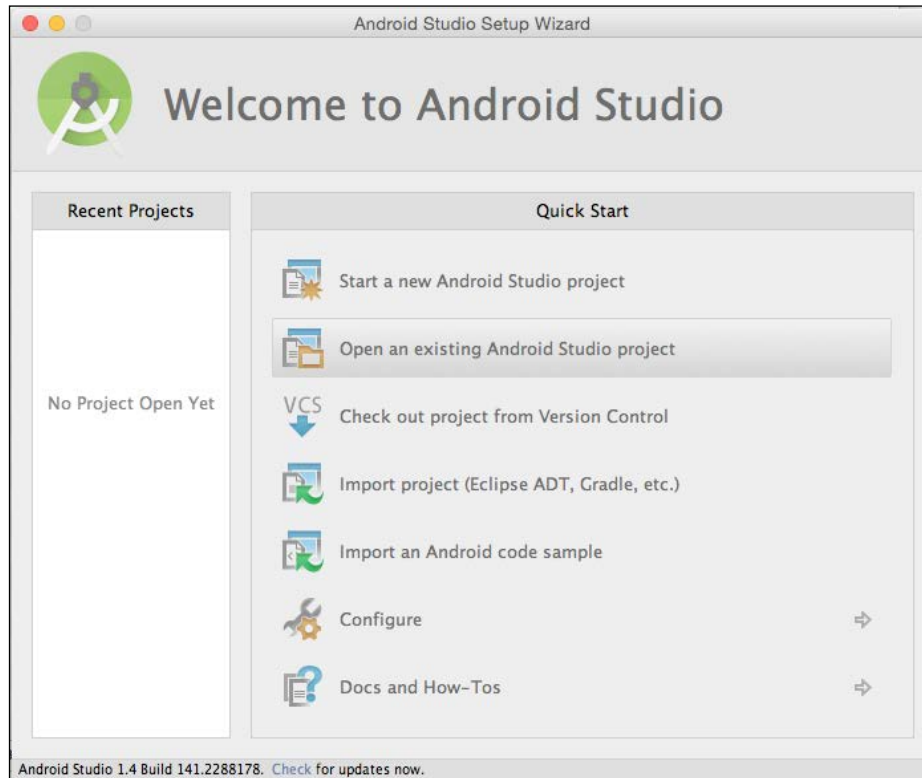 Android Studio Setup Wizard
Welcome to Android Studio
Recent Projects
No Project Open Yet
Quick Start
Start a new Android Studio project
Open an existing Android Studio project
VCS
Check out project from Version Control
Import project (Eclipse ADT, Gradle, etc.)
Import an Android code sample
Configure
Docs and How-Tos
Android Studio 1.4 Build 141.2288178. Check for updates now.